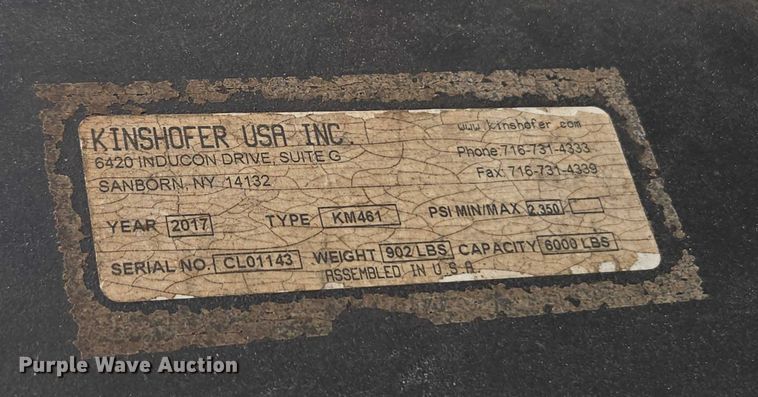 KINSHOFER USA INC.
www.kinshofer.com
6420 INDUCON DRIVE, SUITE G
Phone: 716-731-4333
SANBORN, NY 14132
Fax: 716-731-4339
YEAR 2017 TYPE KM461 PSI MIN/MAX 2,350
SERIAL NO. CL01143 WEIGHT 902 LBS CAPACITY 6000 LBS
ASSEMBLED IN U.S.A.
Purple Wave Auction